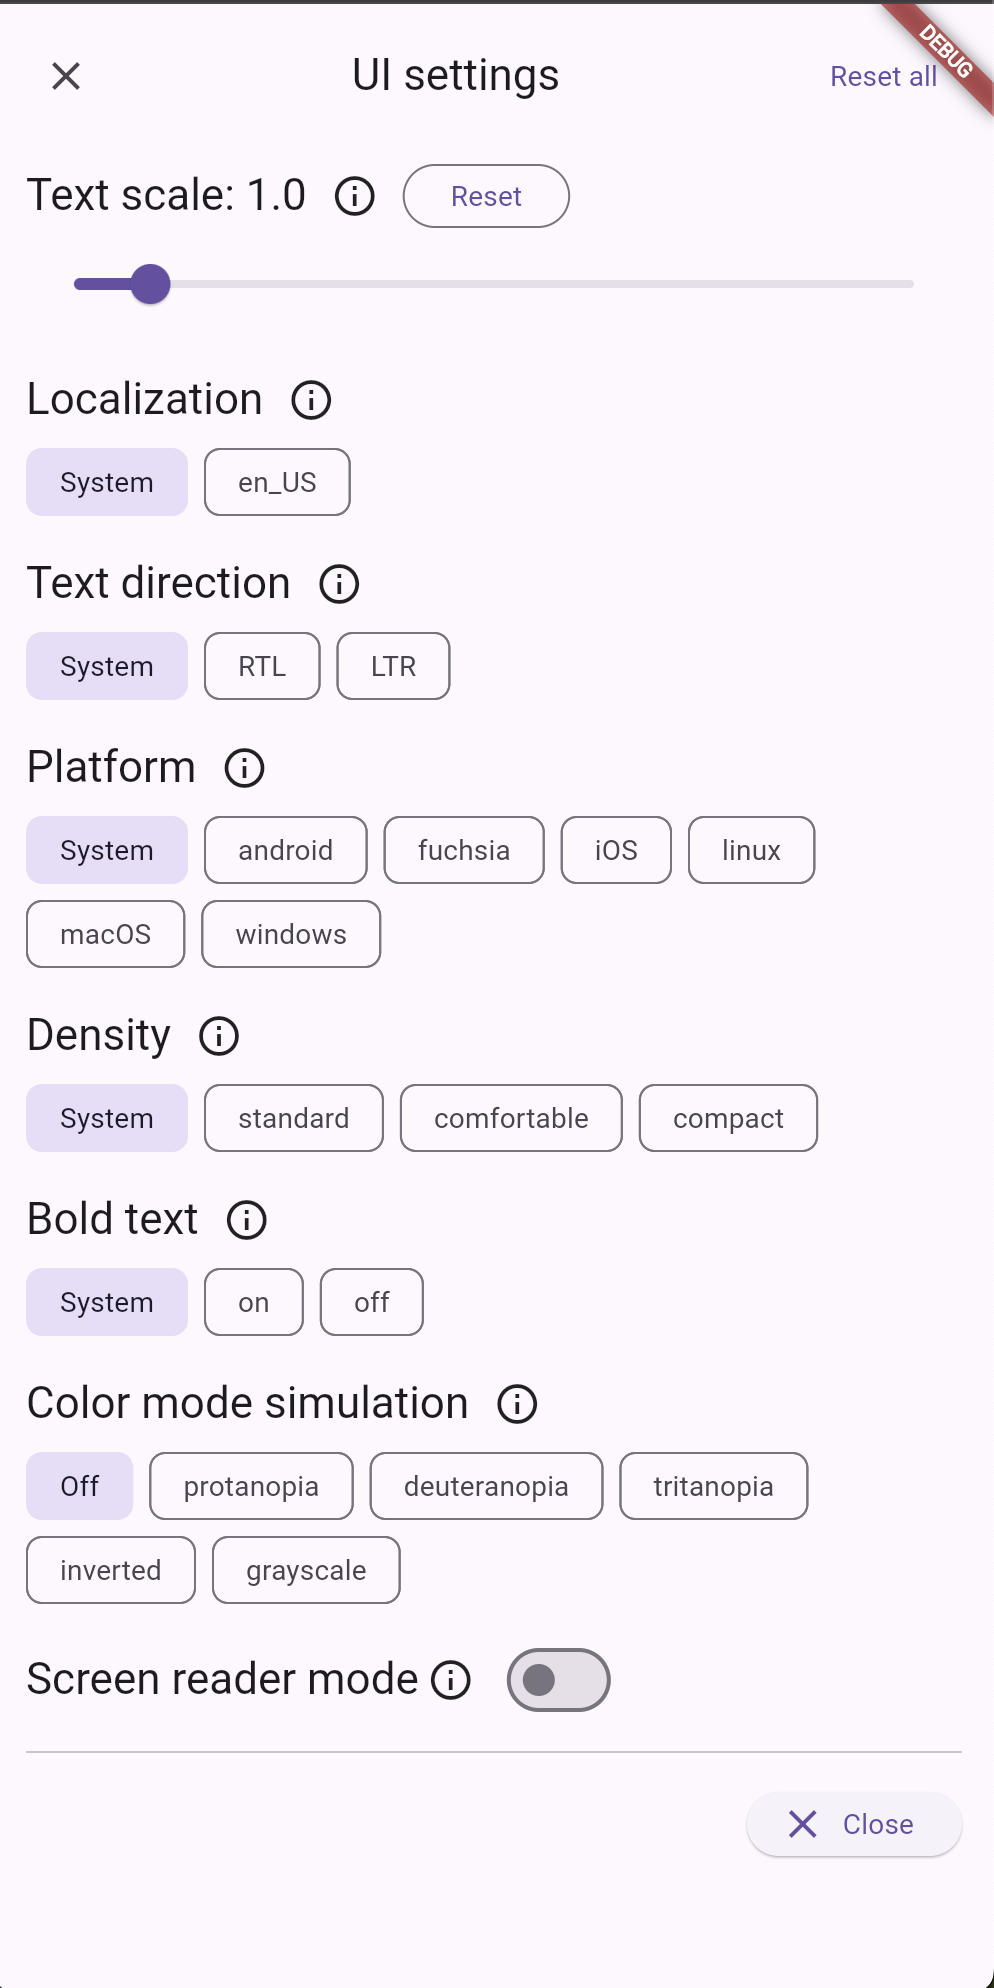 UI settings
Reset all
DEBUG
Text scale: 1.0
Reset
Localization
System en_US
Text direction
System RTL LTR
Platform
System android fuchsia iOS linux
macOS windows
Density
System standard comfortable compact
Bold text
System on off
Color mode simulation
Off protanopia deuteranopia tritanopia
inverted grayscale
Screen reader mode
Close